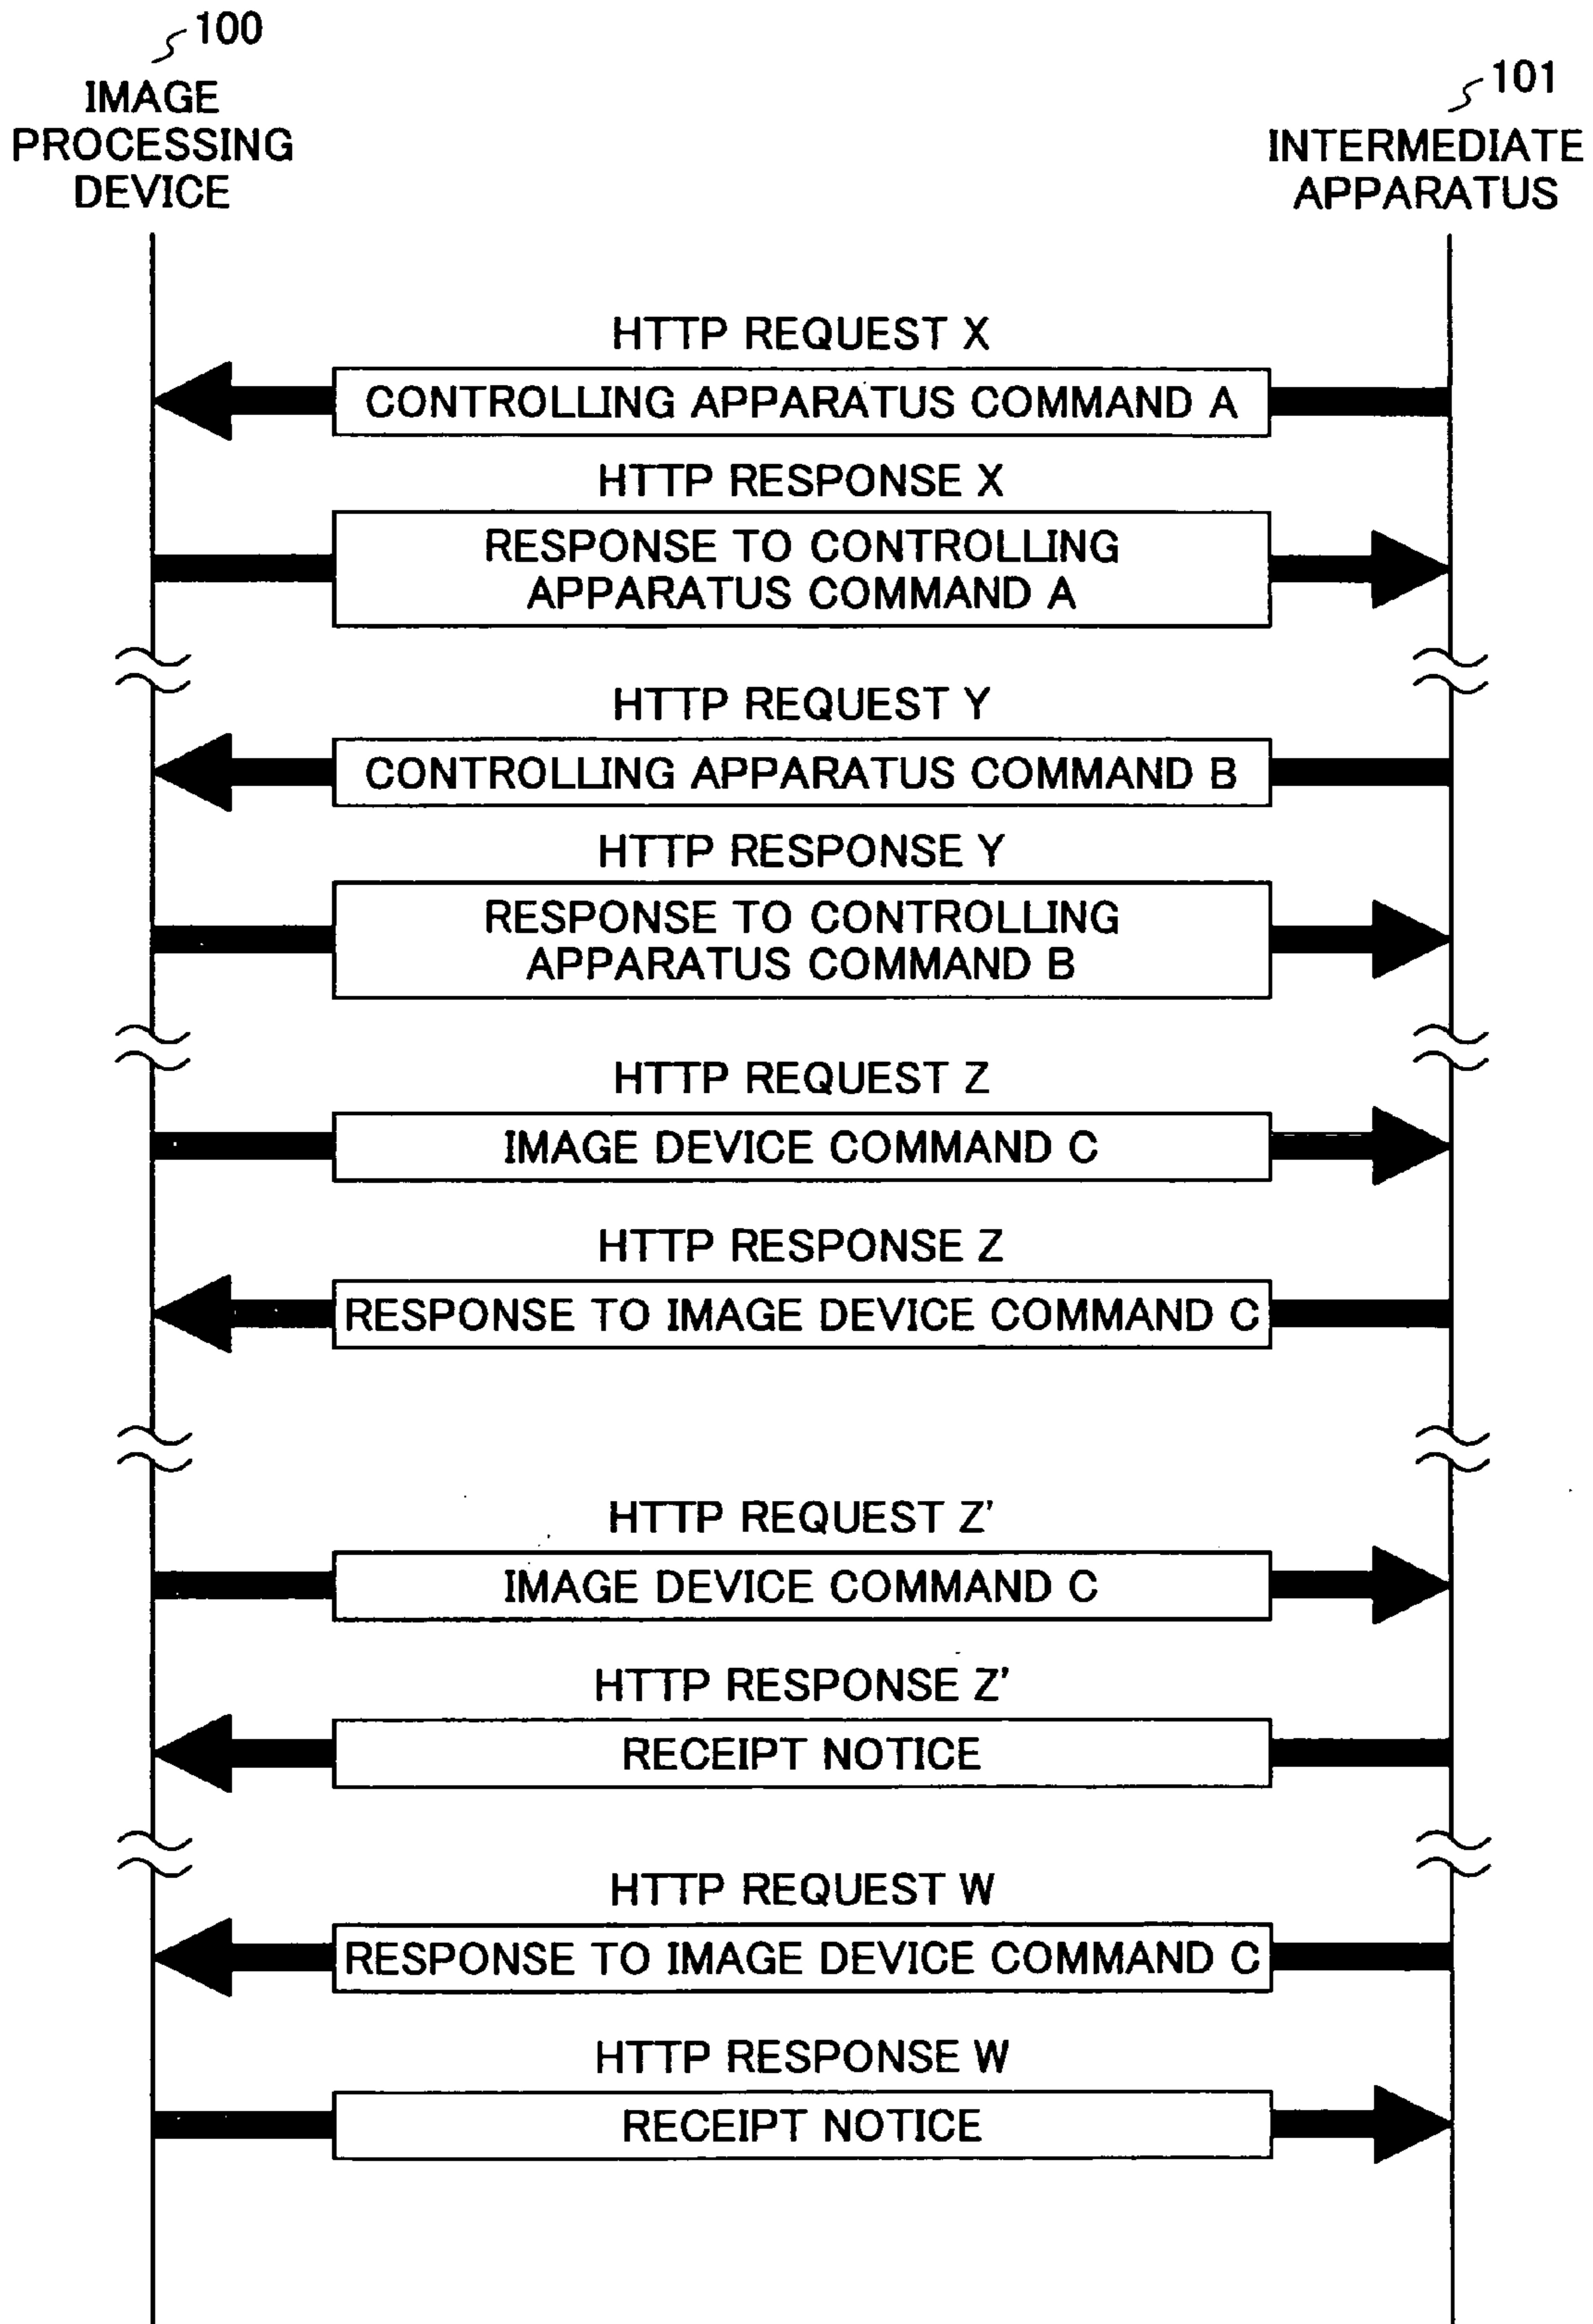 100
IMAGE
PROCESSING
DEVICE
101
INTERMEDIATE
APPARATUS
HTTP REQUEST X
CONTROLLING APPARATUS COMMAND A
HTTP RESPONSE X
RESPONSE TO CONTROLLING
APPARATUS COMMAND A
HTTP REQUEST Y
CONTROLLING APPARATUS COMMAND B
HTTP RESPONSE Y
RESPONSE TO CONTROLLING
APPARATUS COMMAND B
HTTP REQUEST Z
IMAGE DEVICE COMMAND C
HTTP RESPONSE Z
RESPONSE TO IMAGE DEVICE COMMAND C
HTTP REQUEST Z'
IMAGE DEVICE COMMAND C
HTTP RESPONSE Z'
RECEIPT NOTICE
HTTP REQUEST W
RESPONSE TO IMAGE DEVICE COMMAND C
HTTP RESPONSE W
RECEIPT NOTICE